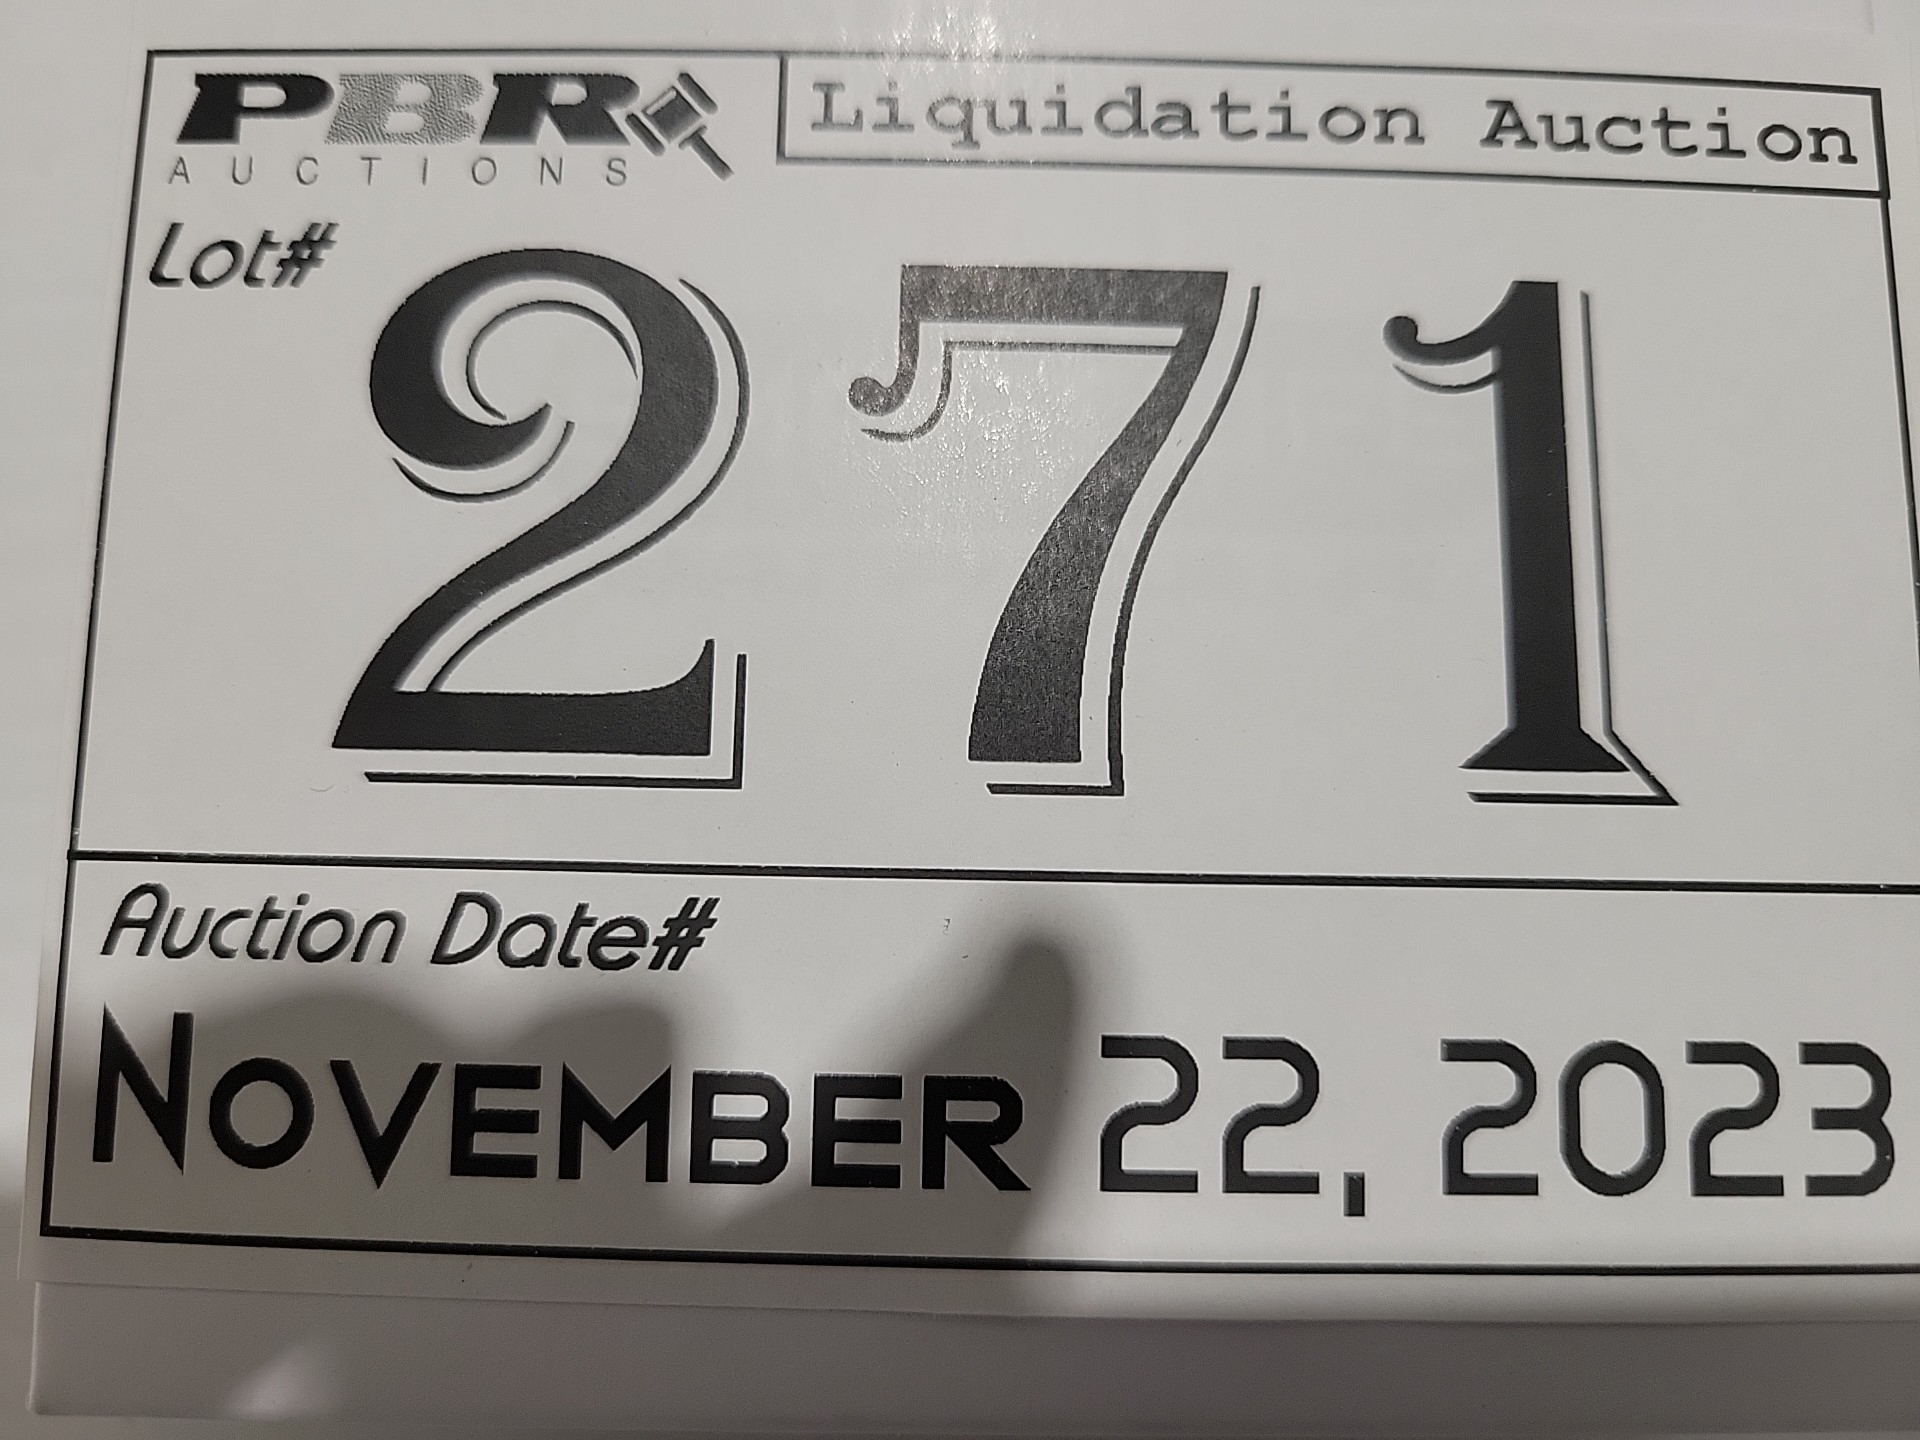 PBR
AUCTIONS
Liquidation Auction
Lot#
271
Auction Date#
NOVEMBER 22, 2023